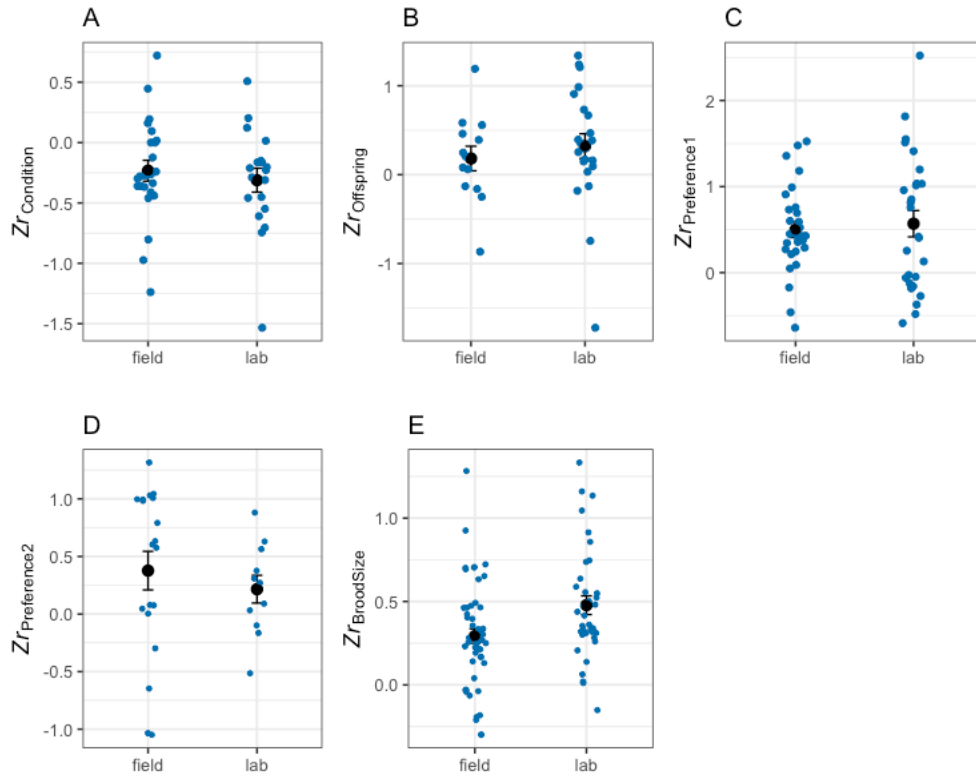 A
B
C
Zr Condition
0.5
0.0
-0.5
-1.0
-1.5
field
lab
Zr Offspring
1
0
-1
field
lab
Zr Preference1
2
1
0
field
lab
D
E
Zr Preference2
1.0
0.5
0.0
-0.5
-1.0
field
lab
Zr BroodSize
1.0
0.5
0.0
field
lab